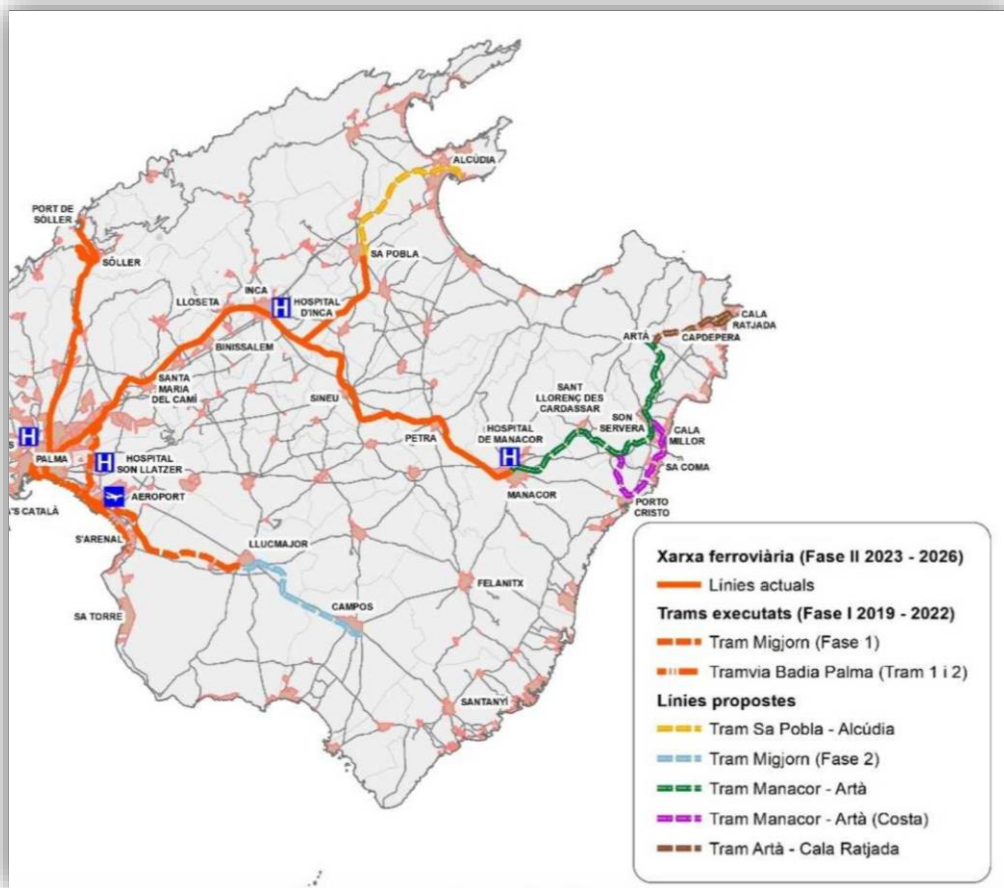 ALCÚDIA
PORT DE
SÓLLER
SÓLLER
SA POBLA
INCA
LLOSETA
H
HOSPITAL
D'INCA
CALA
RATJADA
ARTÀ
CAPDEPERA
BINISSALEM
SANTA
MARIA
DEL CAMÍ
SINEU
SANT
LLORENÇ DES
CARDASSAR
SON
SERVERA
PETRA
HOSPITAL
DE MANACOR
CALA
MILLOR
H
H
PALMA
H
HOSPITAL
SON LLATZER
SA COMA
MANACOR
AEROPORT
PORTO
CRISTO
A'S CATALÀ
S'ARENAL
LLUCMAJOR
FELANITX
SA TORRE
CAMPOS
SANTANYÍ
Xarxa ferroviària (Fase II 2023 - 2026)
Línies actuals
Trams executats (Fase I 2019 - 2022)
Tram Migjorn (Fase 1)
Tramvia Badia Palma (Tram 1 i 2)
Línies propostes
Tram Sa Pobla - Alcúdia
Tram Migjorn (Fase 2)
Tram Manacor - Artà
Tram Manacor - Artà (Costa)
Tram Artà - Cala Ratjada